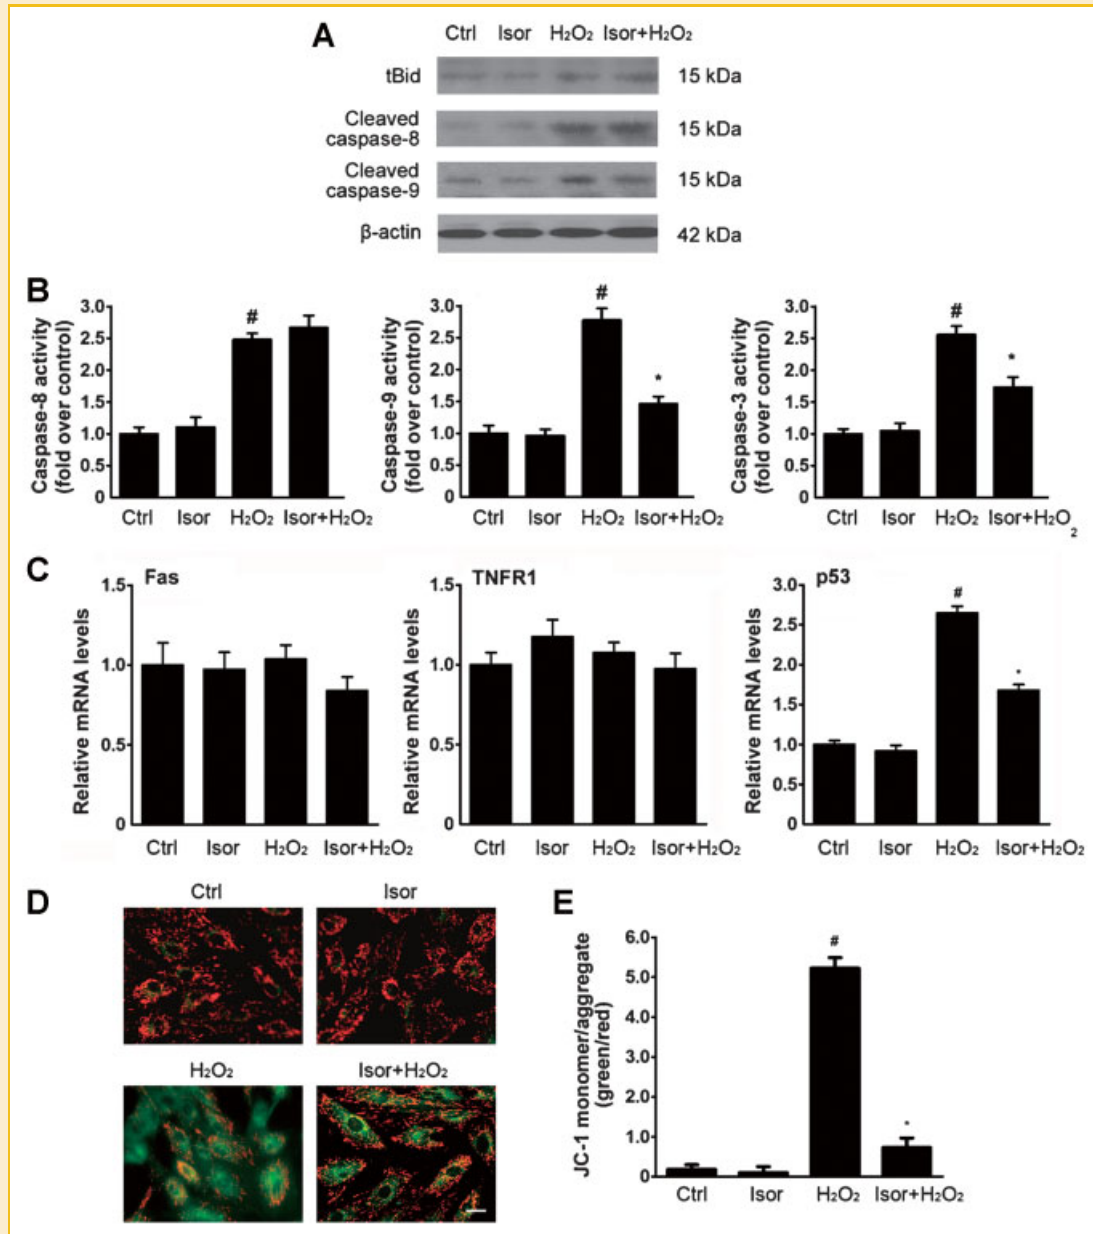 A
Ctrl Isor H₂O₂ Isor+H₂O₂
tBid 15 kDa
Cleaved
caspase-8 15 kDa
Cleaved
caspase-9 15 kDa
β-actin 42 kDa
B
Caspase-8 activity
(fold over control)
3.0
2.5
2.0
1.5
1.0
0.5
0
#
Ctrl Isor H₂O₂ Isor+H₂O₂
Caspase-9 activity
(fold over control)
3.0
2.5
2.0
1.5
1.0
0.5
0
#
*
Ctrl Isor H₂O₂ Isor+H₂O₂
Caspase-3 activity
(fold over control)
3.0
2.5
2.0
1.5
1.0
0.5
0
#
*
Ctrl Isor H₂O₂ Isor+H₂O₂
C
Fas
Relative mRNA levels
1.5
1.0
0.5
0
Ctrl Isor H₂O₂ Isor+H₂O₂
TNFR1
Relative mRNA levels
1.5
1.0
0.5
0
Ctrl Isor H₂O₂ Isor+H₂O₂
p53
Relative mRNA levels
3.0
2.5
2.0
1.5
1.0
0.5
0
#
*
Ctrl Isor H₂O₂ Isor+H₂O₂
D
Ctrl Isor
H₂O₂ Isor+H₂O₂
E
JC-1 monomer/aggregate
(green/red)
6.0
5.0
4.0
3.0
2.0
1.0
0
#
*
Ctrl Isor H₂O₂ Isor+H₂O₂